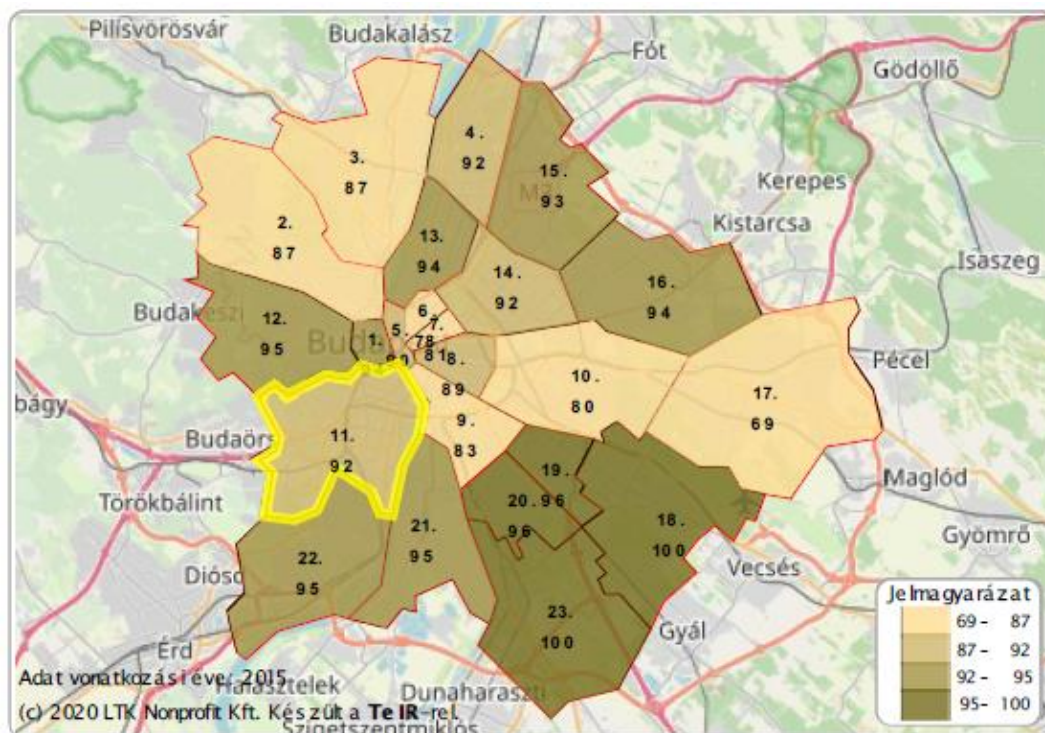 Pilisvörösvár
Budakalász
Fót
Gödöllő
Kerepes
Kistarcsa
Isaszeg
Pécel
Maglód
Gyömrő
Vecsés
Gyál
Dunaharaszti
Szigetszentmiklós
Halásztelek
Érd
Diósd
Törökbálint
Budaörs
Budakeszi
3.
87
4.
92
15.
93
2.
87
13.
94
14.
92
16.
94
12.
95
1.
5.
6.
78
7.
81
8.
89
10.
80
17.
69
9.
83
11.
92
19.
96
20.
96
18.
100
21.
95
22.
95
23.
100
Jelmagyarázat
69 - 87
87 - 92
92 - 95
95 - 100
Adat vonatkozási éve: 2015.
(c) 2020 LTK Nonprofit Kft. Készült a TeIR-rel.